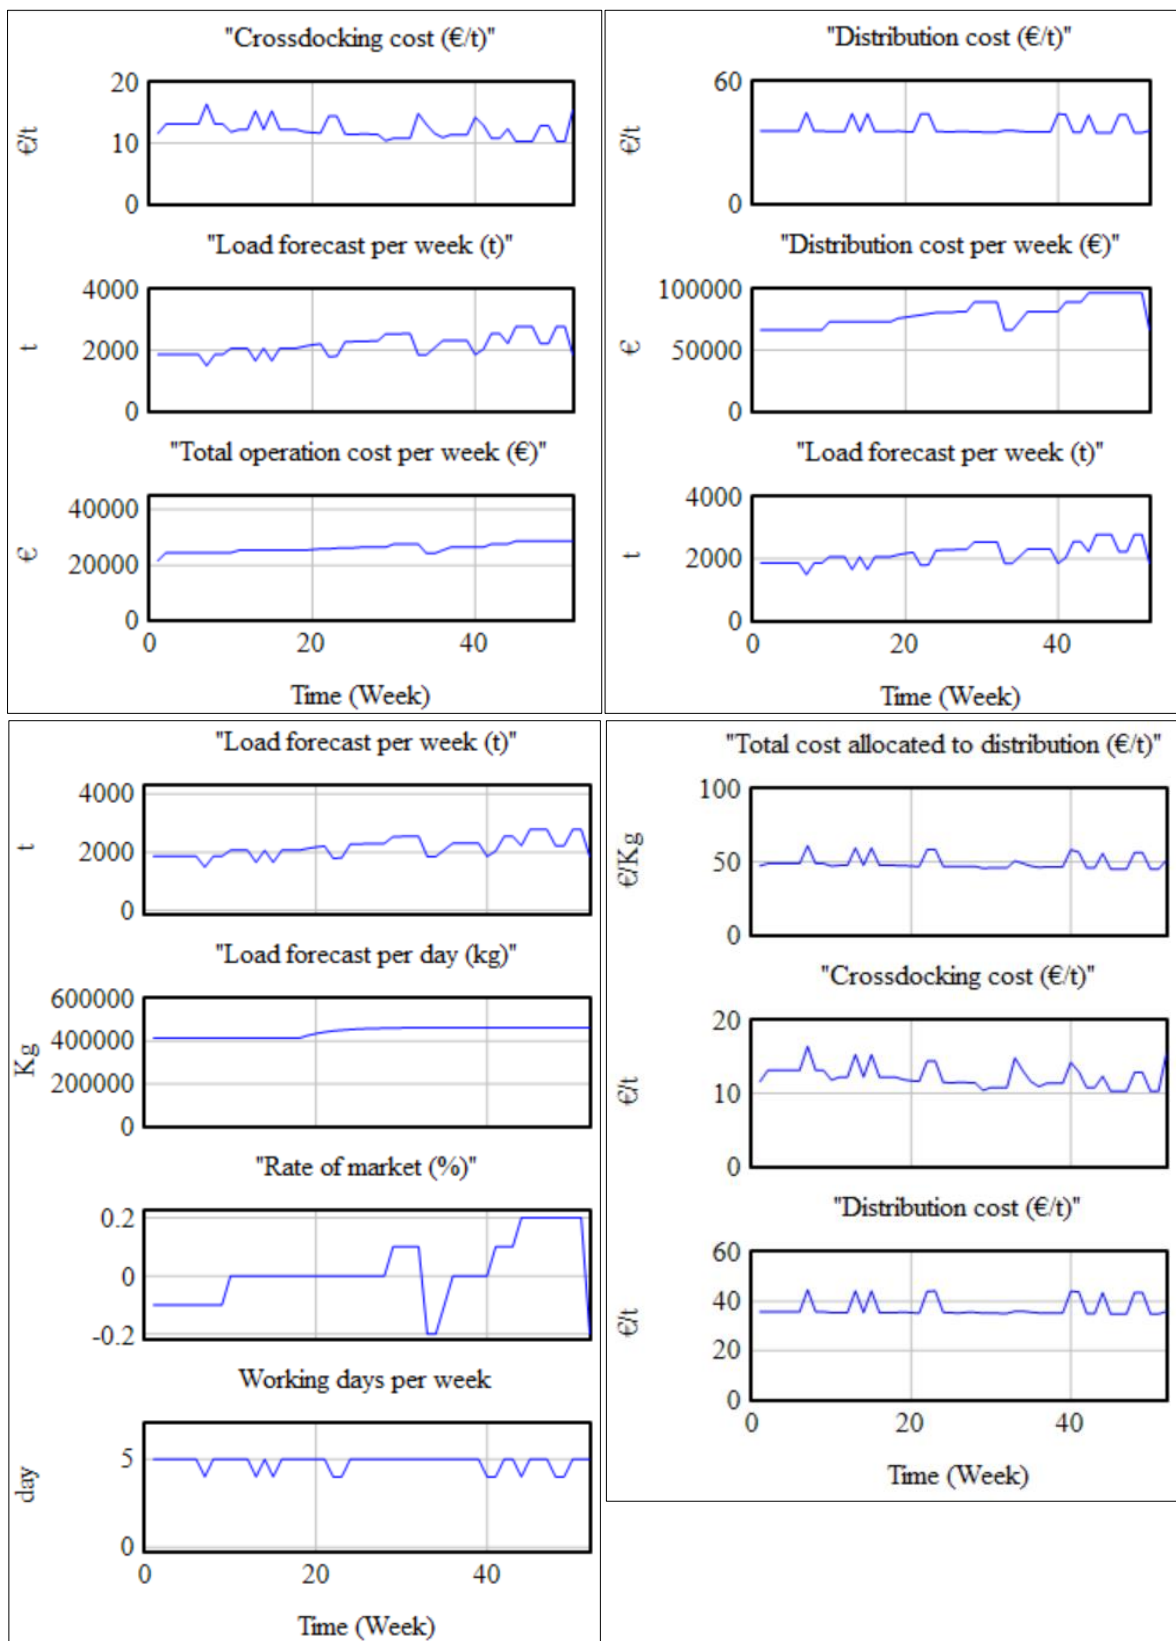 "Crossdocking cost (€/t)"
20
10
0
€/t
"Load forecast per week (t)"
4000
2000
0
t
"Total operation cost per week (€)"
40000
20000
0
€
0 20 40
Time (Week)
"Distribution cost (€/t)"
60
0
€/t
"Distribution cost per week (€)"
100000
50000
0
€
"Load forecast per week (t)"
4000
2000
0
t
0 20 40
Time (Week)
"Load forecast per week (t)"
4000
2000
0
t
"Load forecast per day (kg)"
600000
400000
200000
0
Kg
"Rate of market (%)"
0.2
0
-0.2
Working days per week
5
0
day
0 20 40
Time (Week)
"Total cost allocated to distribution (€/t)"
100
50
0
€/Kg
"Crossdocking cost (€/t)"
20
10
0
€/t
"Distribution cost (€/t)"
60
40
20
0
€/t
0 20 40
Time (Week)